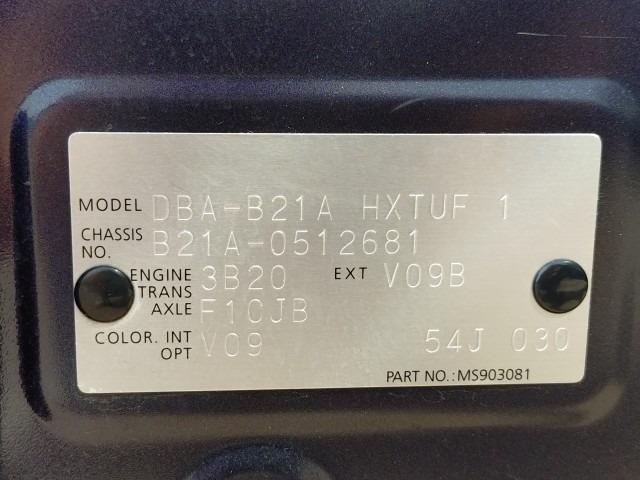 MODEL DBA-B21A HXTUF 1
CHASSIS NO. B21A-0512681
ENGINE 3B20 EXT V09B
TRANS AXLE F1CJB
COLOR. INT OPT V09 54J 030
PART NO.:MS903081